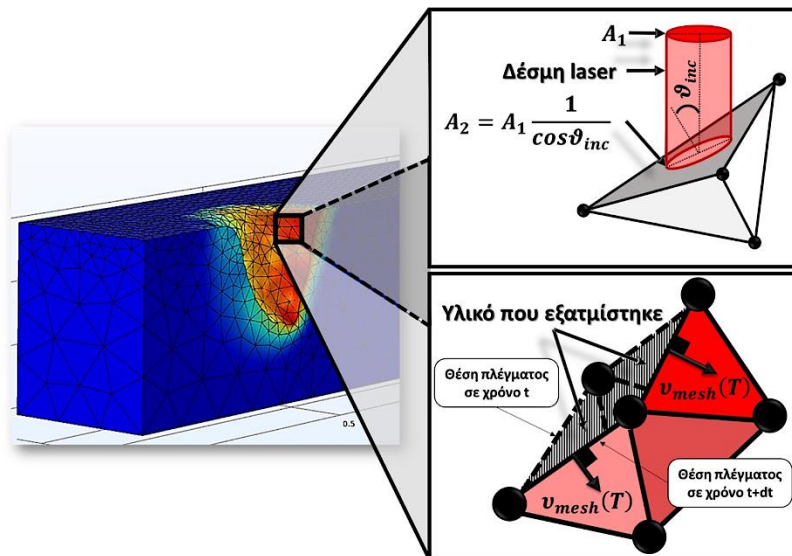 A₁
Δέσμη laser
ϑ_inc
A₂ = A₁ 1/cosϑ_inc
0.5
Υλικό που εξατμίστηκε
Θέση πλέγματος
σε χρόνο t
υ_mesh(T)
Θέση πλέγματος
σε χρόνο t+dt
υ_mesh(T)